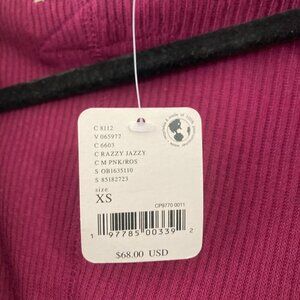 C 8112
V 065977
C 6603
C RAZZY JAZZY
C M PNK/ROS
S OB1635110
S 85182723
size
XS
CP9770 0011
1 97785 00339 2
$68.00 USD